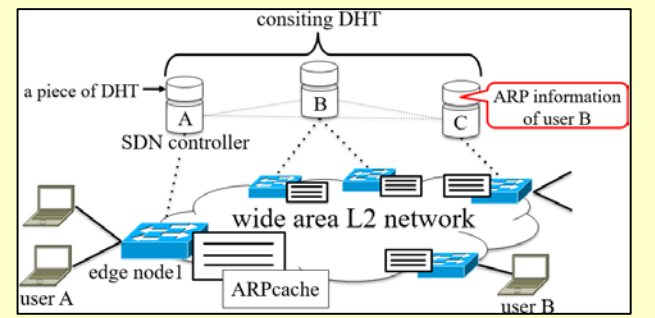 consiting DHT
a piece of DHT
A
B
C
SDN controller
ARP information
of user B
wide area L2 network
edge node1
ARPcache
user A
user B